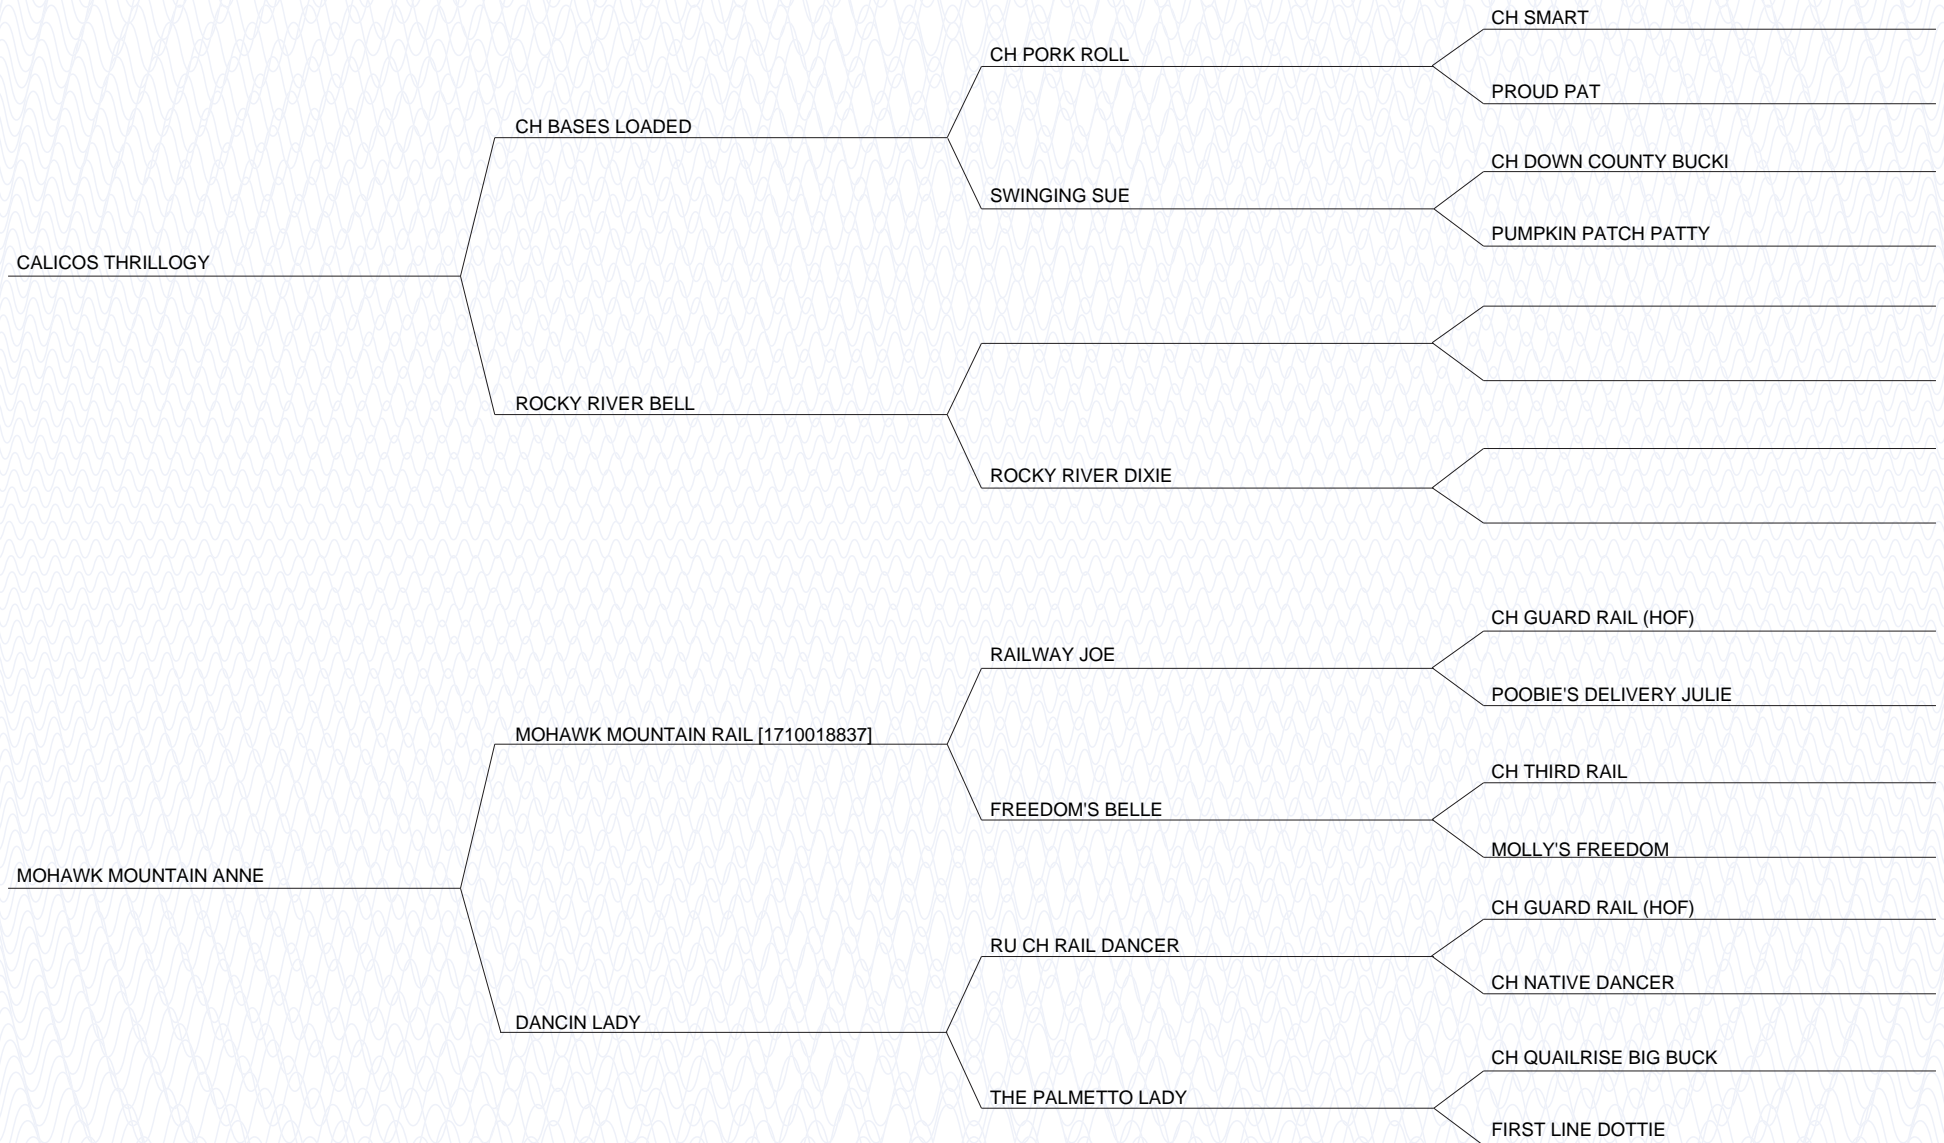 CH SMART
CH PORK ROLL
PROUD PAT
CH BASES LOADED
CH DOWN COUNTY BUCKI
SWINGING SUE
PUMPKIN PATCH PATTY
CALICOS THRILLOGY
ROCKY RIVER BELL
ROCKY RIVER DIXIE
CH GUARD RAIL (HOF)
RAILWAY JOE
POOBIE'S DELIVERY JULIE
MOHAWK MOUNTAIN RAIL [1710018837]
CH THIRD RAIL
FREEDOM'S BELLE
MOLLY'S FREEDOM
MOHAWK MOUNTAIN ANNE
CH GUARD RAIL (HOF)
RU CH RAIL DANCER
CH NATIVE DANCER
DANCIN LADY
CH QUAILRISE BIG BUCK
THE PALMETTO LADY
FIRST LINE DOTTIE